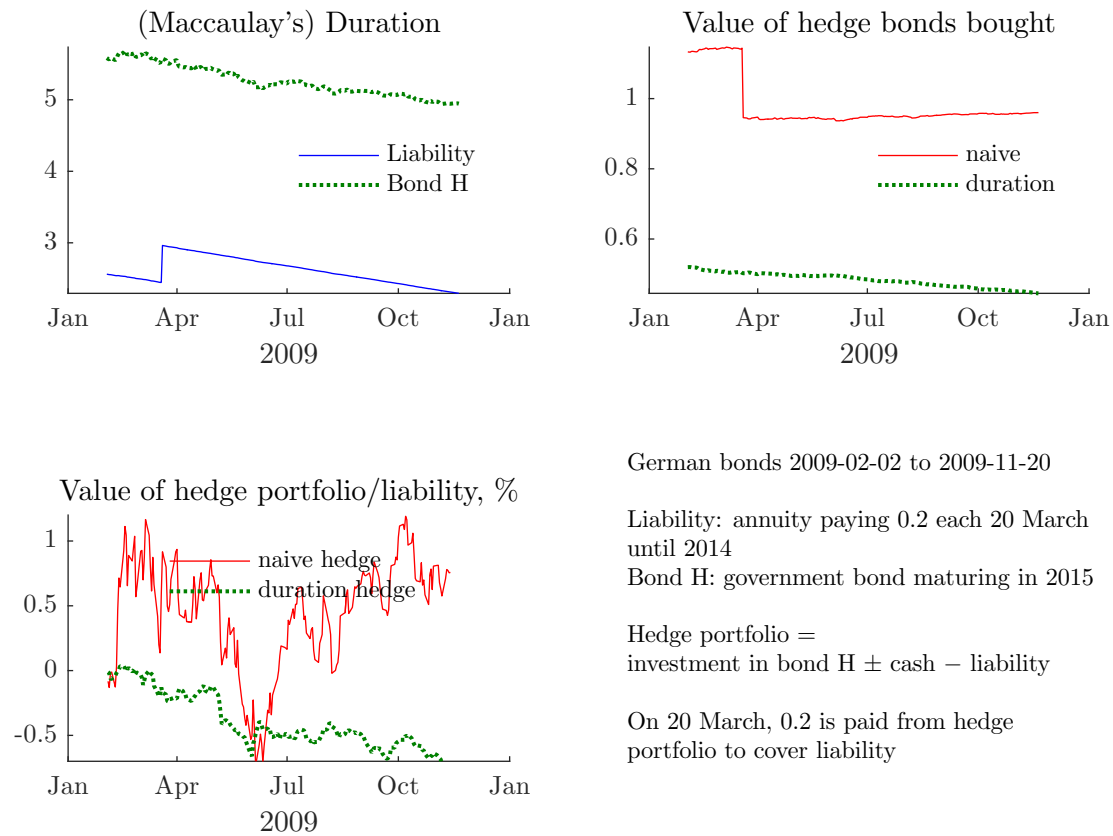 (Maccaulay's) Duration
5
4
3
Liability
Bond H
Jan Apr Jul Oct Jan
2009
Value of hedge bonds bought
1
0.8
0.6
naive
duration
Jan Apr Jul Oct Jan
2009
Value of hedge portfolio/liability, %
1
0.5
0
-0.5
naive hedge
duration hedge
Jan Apr Jul Oct Jan
2009
German bonds 2009-02-02 to 2009-11-20
Liability: annuity paying 0.2 each 20 March
until 2014
Bond H: government bond maturing in 2015
Hedge portfolio =
investment in bond H ± cash − liability
On 20 March, 0.2 is paid from hedge
portfolio to cover liability